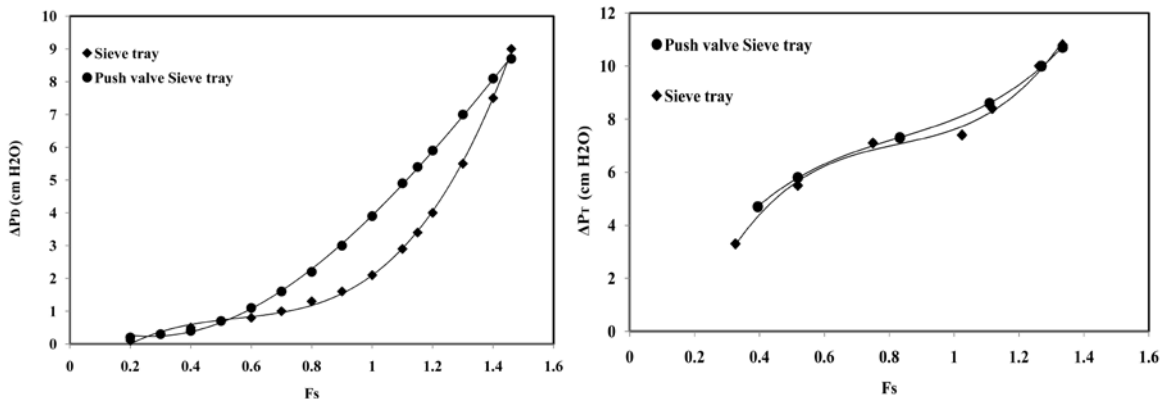 10
9
8
7
6
5
4
3
2
1
0
ΔPD (cm H2O)
Sieve tray
Push valve Sieve tray
0 0.2 0.4 0.6 0.8 1 1.2 1.4 1.6
Fs
12
10
8
6
4
2
0
ΔPT (cm H2O)
Push valve Sieve tray
Sieve tray
0 0.2 0.4 0.6 0.8 1 1.2 1.4 1.6
Fs